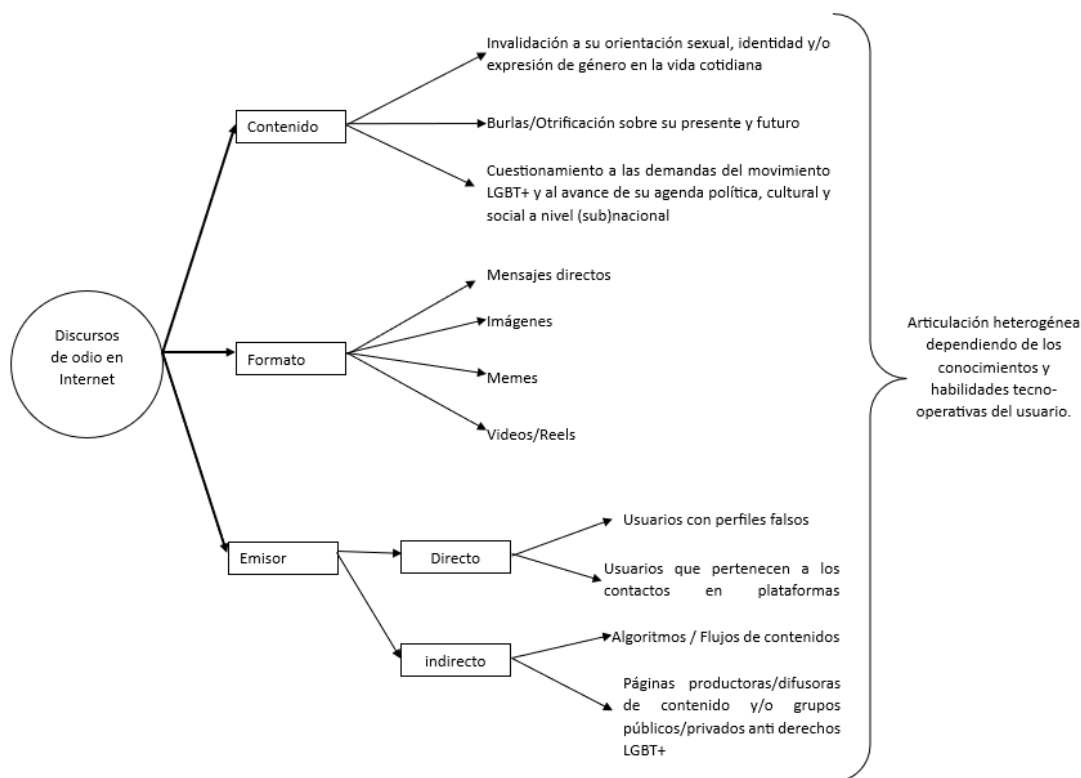 Discursos
de odio en
Internet
Contenido
Invalidación a su orientación sexual, identidad y/o
expresión de género en la vida cotidiana
Burlas/Otrificación sobre su presente y futuro
Cuestionamiento a las demandas del movimiento
LGBT+ y al avance de su agenda política, cultural y
social a nivel (sub)nacional
Formato
Mensajes directos
Imágenes
Memes
Videos/Reels
Emisor
Directo
Usuarios con perfiles falsos
Usuarios que pertenecen a los
contactos en plataformas
indirecto
Algoritmos / Flujos de contenidos
Páginas productoras/difusoras
de contenido y/o grupos
públicos/privados anti derechos
LGBT+
Articulación heterogénea
dependiendo de los
conocimientos y
habilidades tecno-
operativas del usuario.